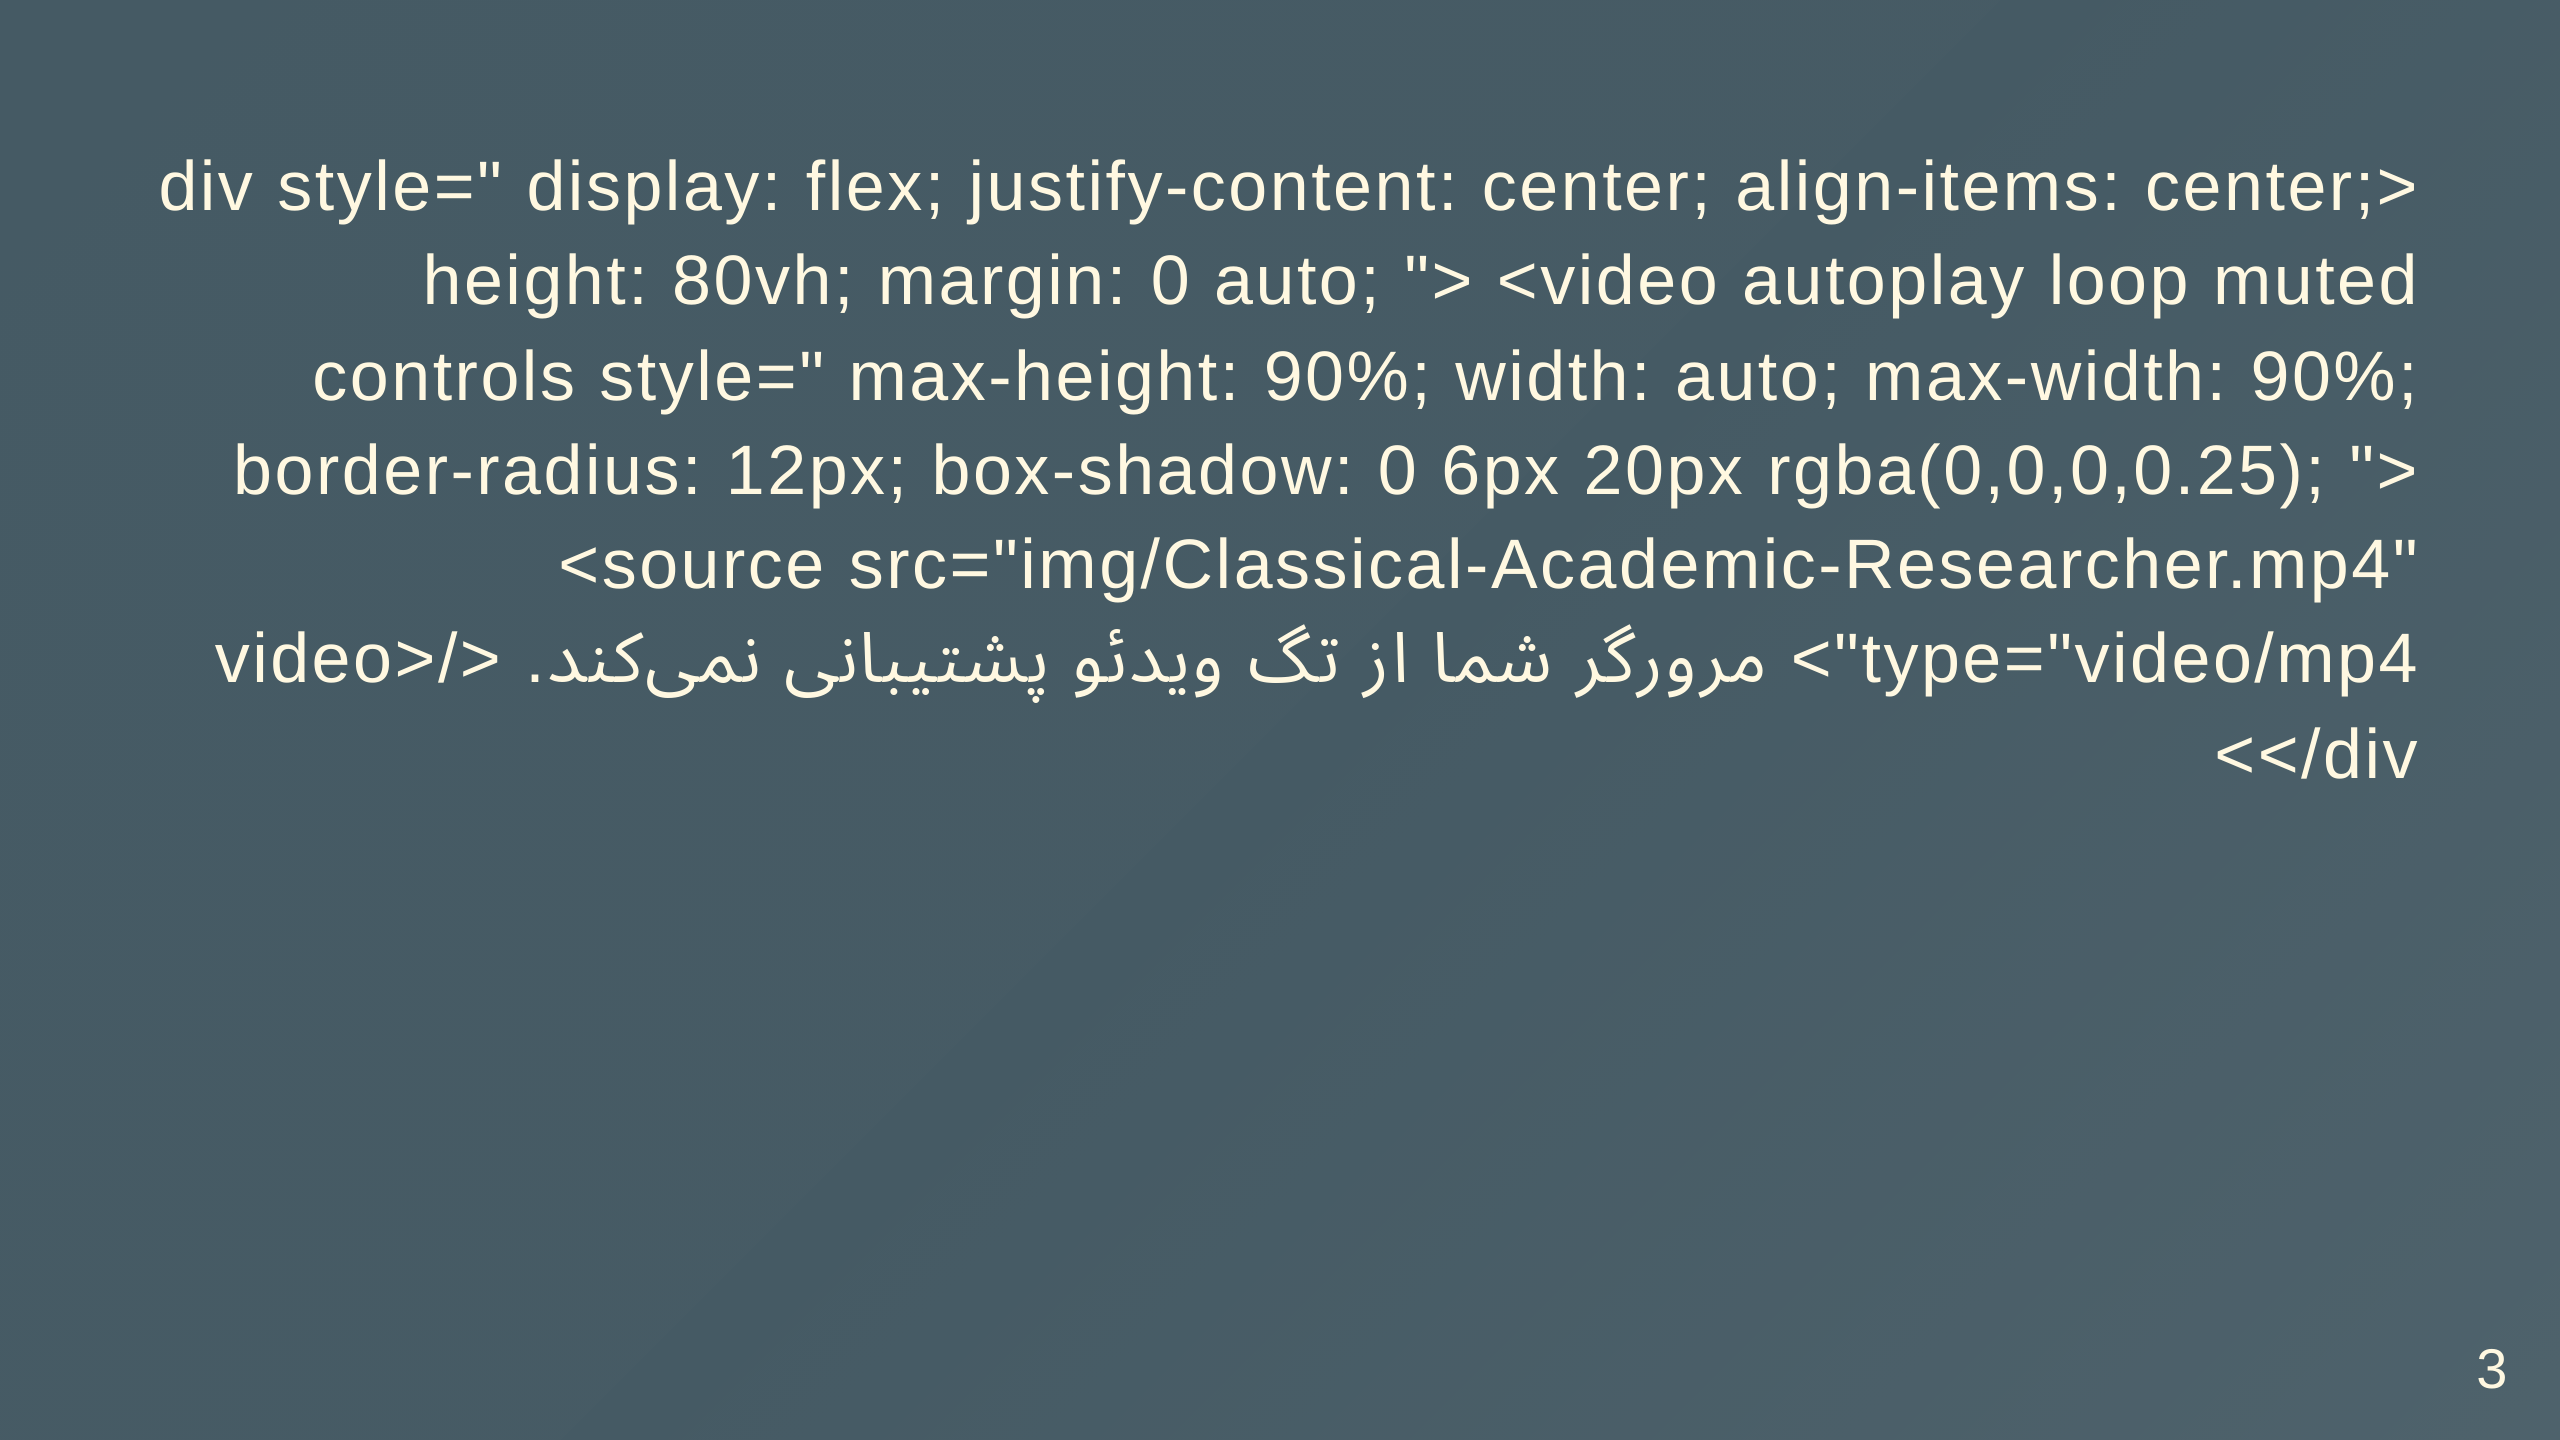 <div style=" display: flex; justify-content: center; align-items: center;
height: 80vh; margin: 0 auto; "> <video autoplay loop muted
controls style=" max-height: 90%; width: auto; max-width: 90%;
border-radius: 12px; box-shadow: 0 6px 20px rgba(0,0,0,0.25); ">
<source src="img/Classical-Academic-Researcher.mp4"
type="video/mp4"> مرورگر شما از تگ ویدئو پشتیبانی نمی‌کند. </video>
</div>
3